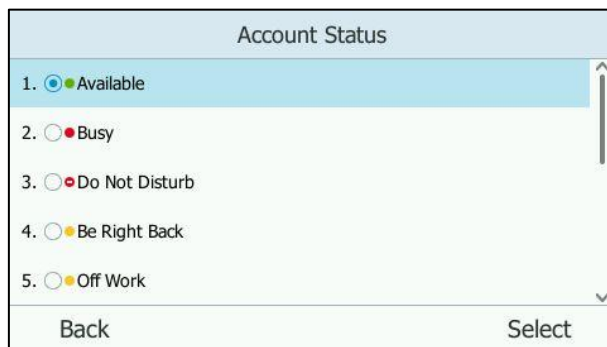 Account Status
1. Available
2. Busy
3. Do Not Disturb
4. Be Right Back
5. Off Work
Back Select